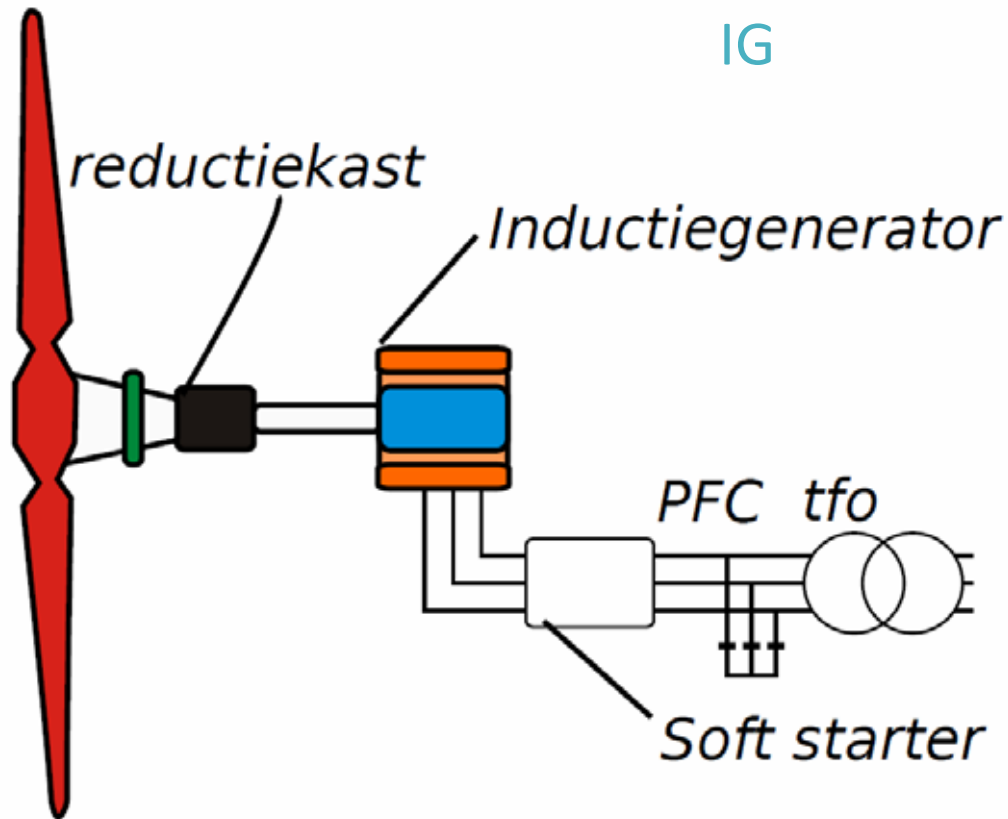 IG
reductiekast
Inductiegenerator
PFC tfo
Soft starter